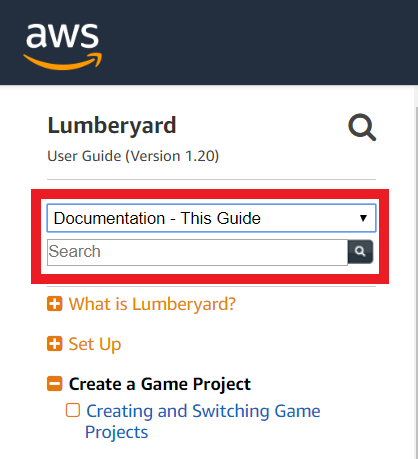 aws
Lumberyard
User Guide (Version 1.20)
Documentation - This Guide
Search
What is Lumberyard?
Set Up
Create a Game Project
Creating and Switching Game
Projects